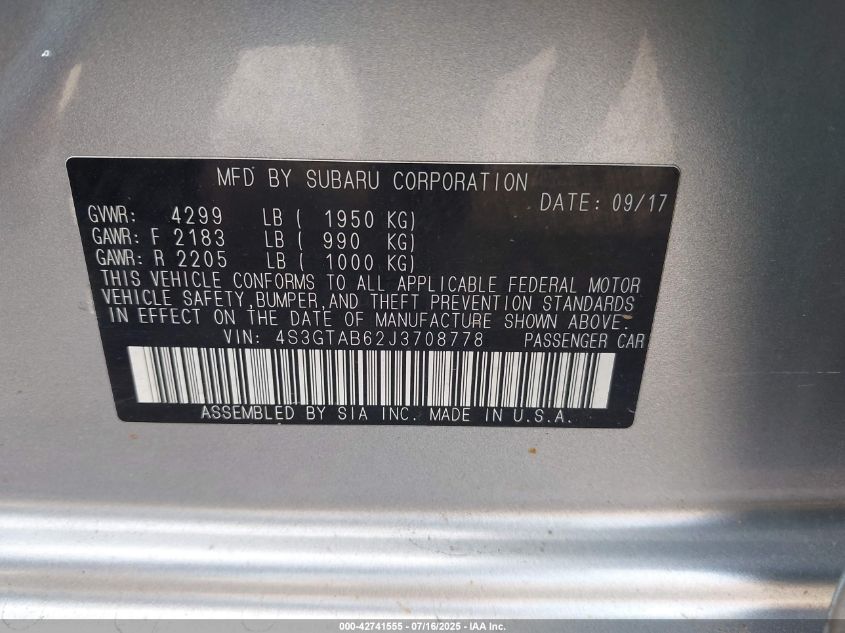 MFD BY SUBARU CORPORATION
DATE: 09/17
GVWR: 4299 LB ( 1950 KG)
GAWR: F 2183 LB ( 990 KG)
GAWR: R 2205 LB ( 1000 KG)
THIS VEHICLE CONFORMS TO ALL APPLICABLE FEDERAL MOTOR
VEHICLE SAFETY,BUMPER,AND THEFT PREVENTION STANDARDS
IN EFFECT ON THE DATE OF MANUFACTURE SHOWN ABOVE.
VIN: 4S3GTAB62J3708778 PASSENGER CAR
ASSEMBLED BY SIA INC. MADE IN U.S.A.
000-42741555 - 07/16/2025 - IAA Inc.